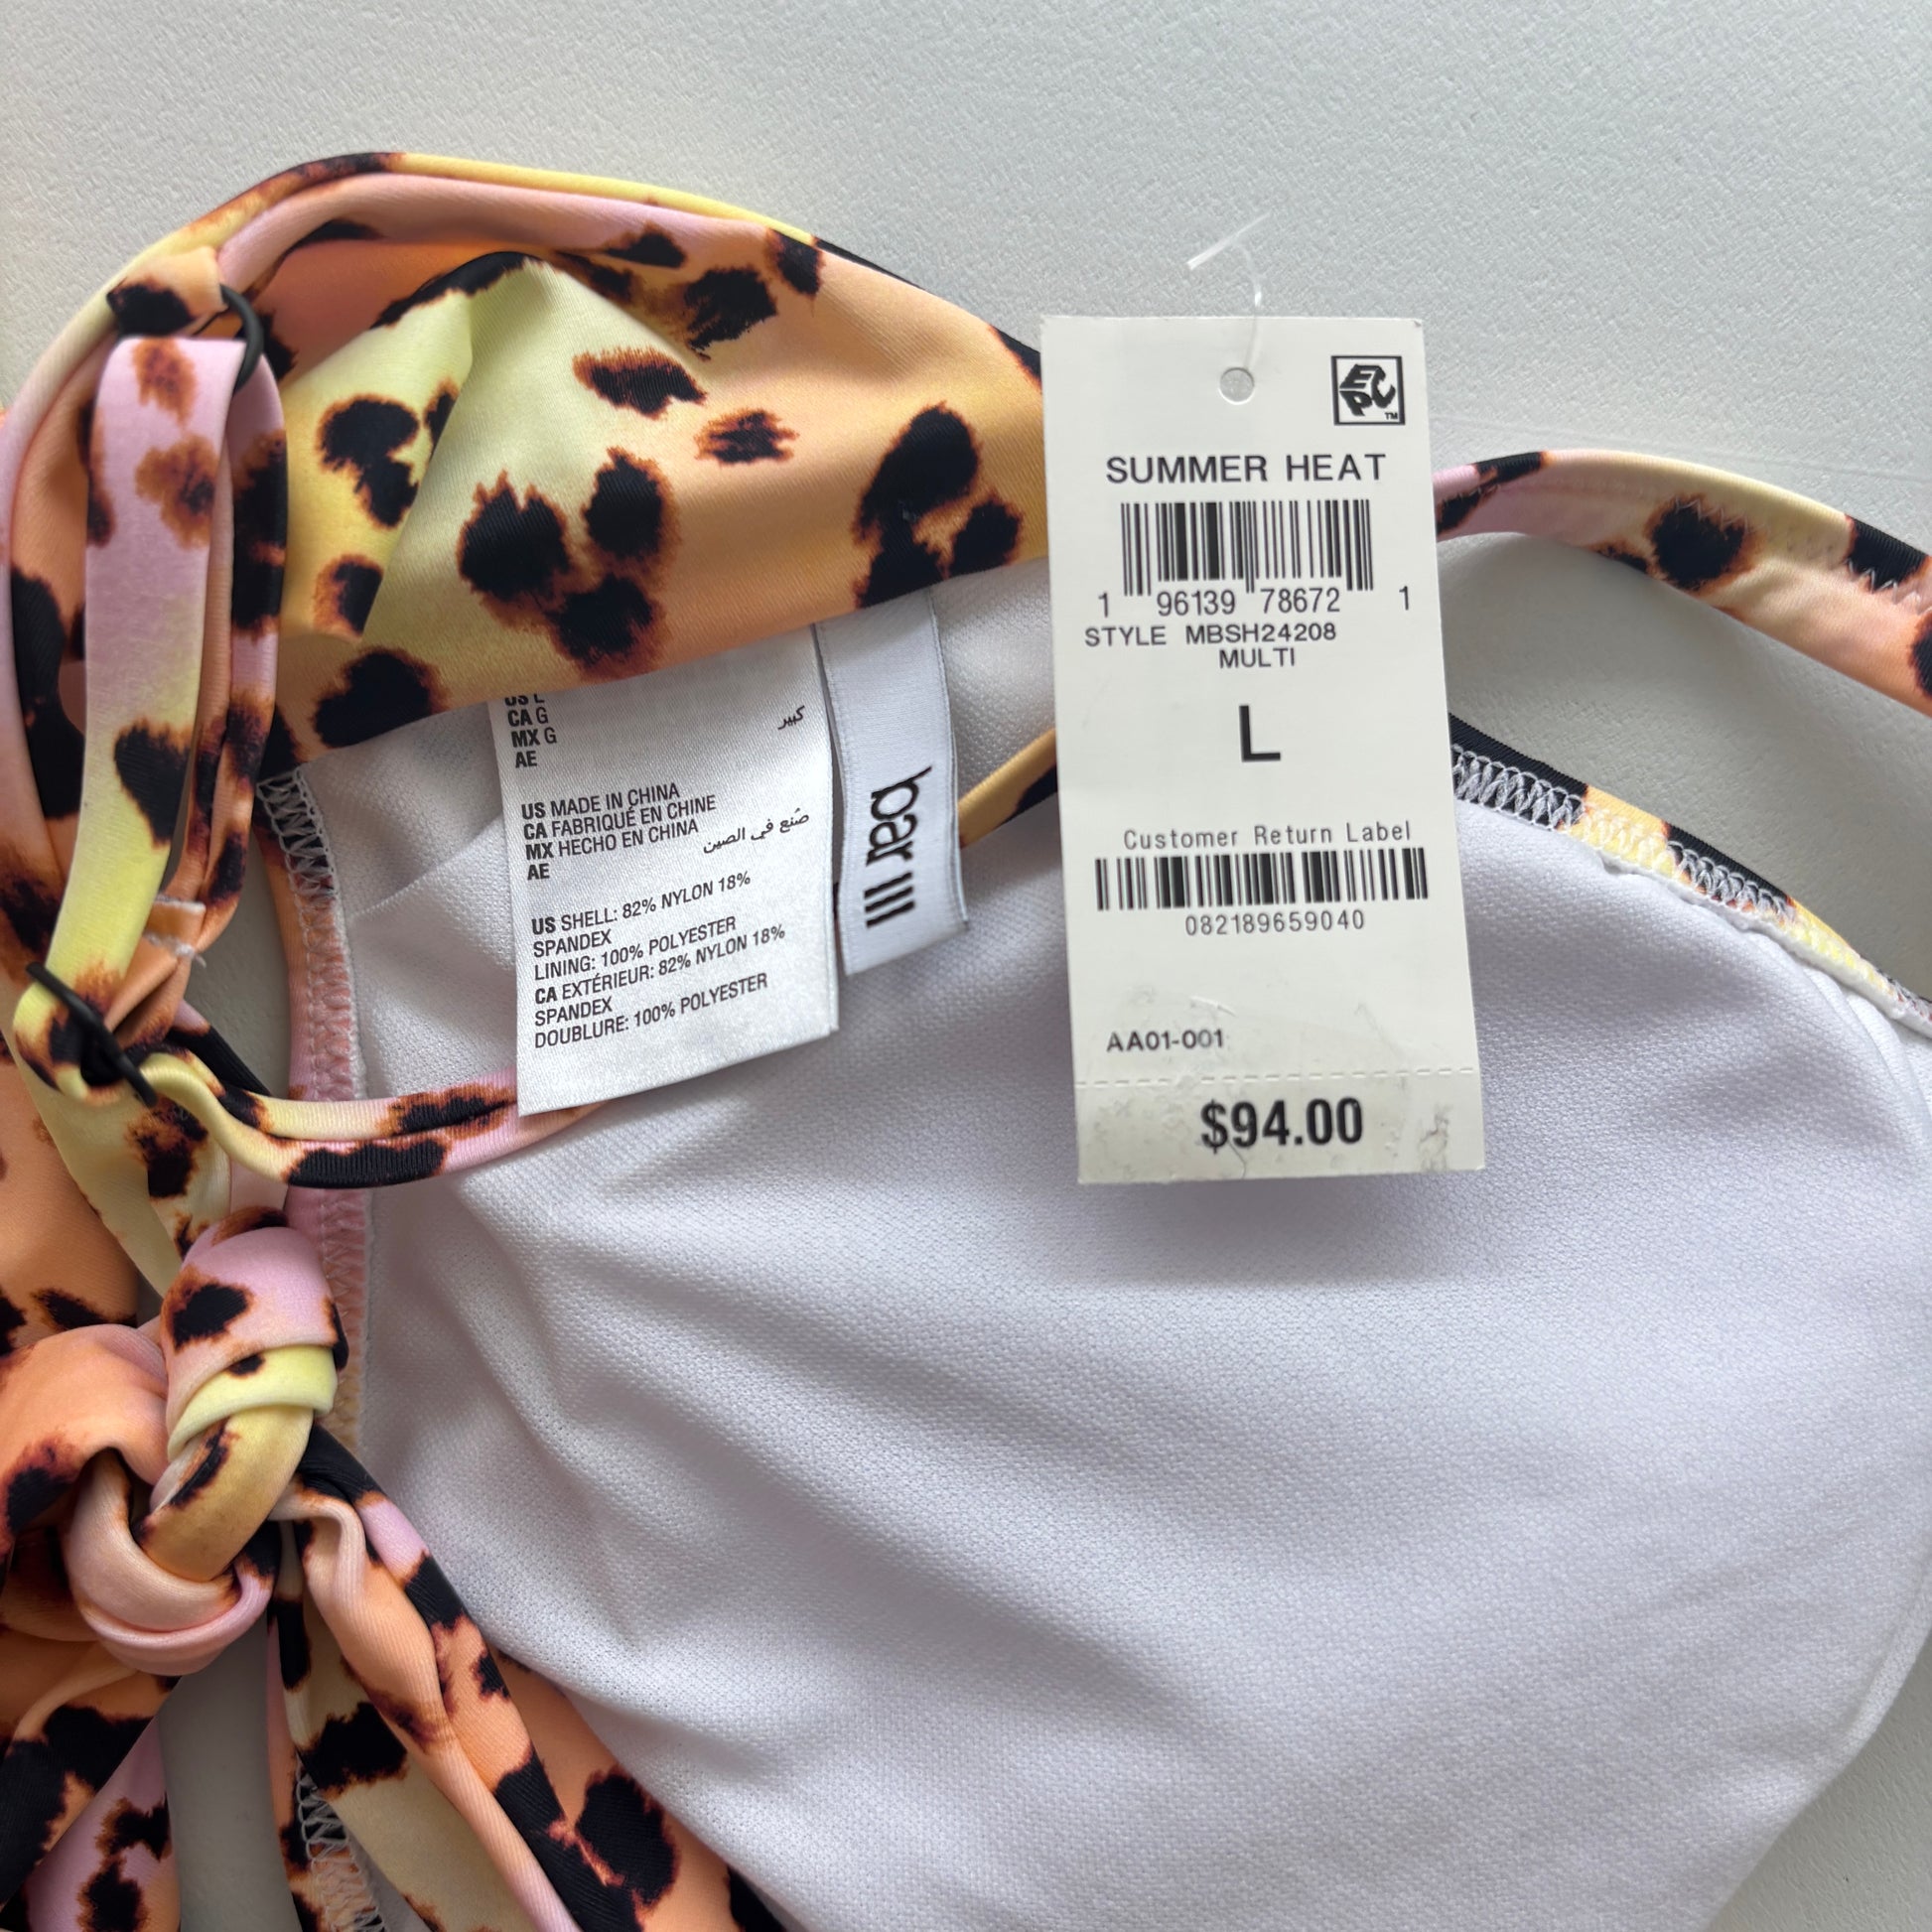 US L
CA G
MX G
AE
كبير
US MADE IN CHINA
CA FABRIQUÉ EN CHINE
MX HECHO EN CHINA
AE
صُنع في الصين
US SHELL: 82% NYLON 18%
SPANDEX
LINING: 100% POLYESTER
CA EXTÉRIEUR: 82% NYLON 18%
SPANDEX
DOUBLURE: 100% POLYESTER
bar III
ECP
TM
SUMMER HEAT
1 96139 78672 1
STYLE MBSH24208
MULTI
L
Customer Return Label
082189659040
AA01-001
$94.00